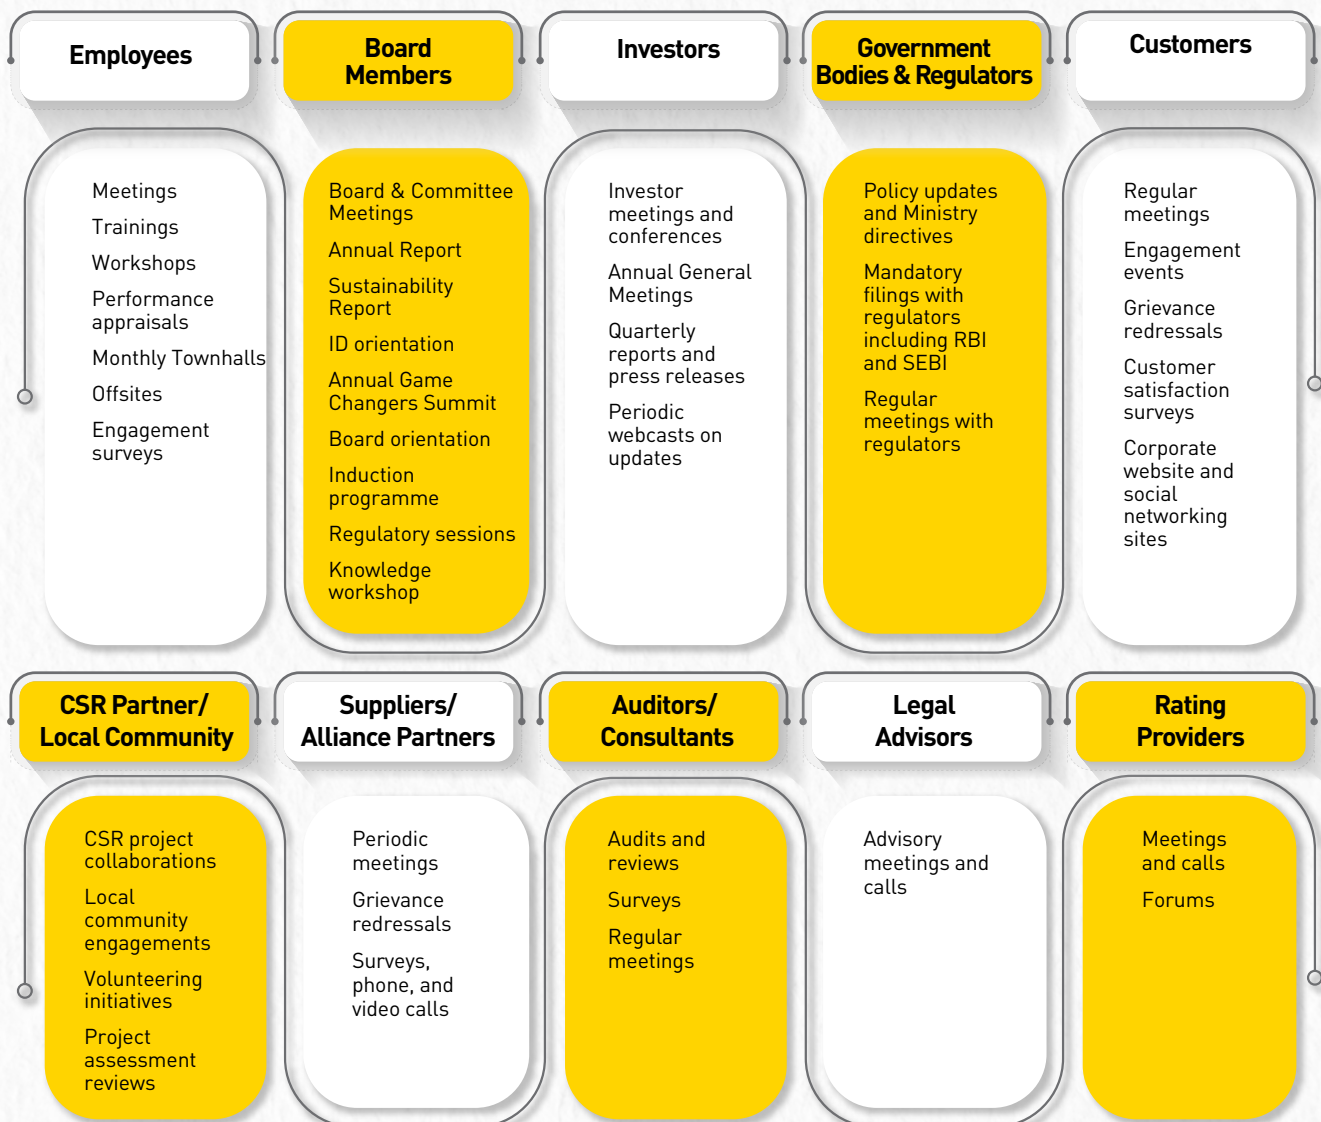 Employees
Meetings
Trainings
Workshops
Performance
appraisals
Monthly Townhalls
Offsites
Engagement
surveys
Board
Members
Board & Committee
Meetings
Annual Report
Sustainability
Report
ID orientation
Annual Game
Changers Summit
Board orientation
Induction
programme
Regulatory sessions
Knowledge
workshop
Investors
Investor
meetings and
conferences
Annual General
Meetings
Quarterly
reports and
press releases
Periodic
webcasts on
updates
Government
Bodies & Regulators
Policy updates
and Ministry
directives
Mandatory
filings with
regulators
including RBI
and SEBI
Regular
meetings with
regulators
Customers
Regular
meetings
Engagement
events
Grievance
redressals
Customer
satisfaction
surveys
Corporate
website and
social
networking
sites
CSR Partner/
Local Community
CSR project
collaborations
Local
community
engagements
Volunteering
initiatives
Project
assessment
reviews
Suppliers/
Alliance Partners
Periodic
meetings
Grievance
redressals
Surveys,
phone, and
video calls
Auditors/
Consultants
Audits and
reviews
Surveys
Regular
meetings
Legal
Advisors
Advisory
meetings and
calls
Rating
Providers
Meetings
and calls
Forums